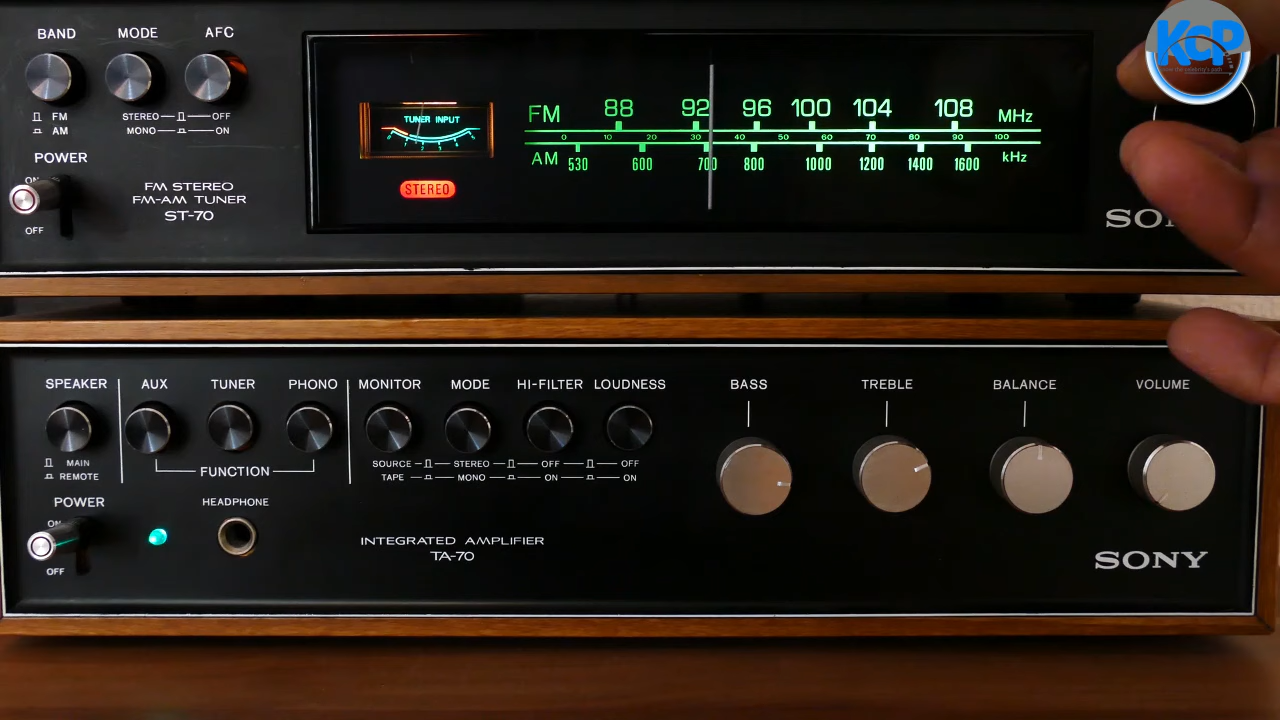 BAND MODE AFC
FM STEREO OFF
AM MONO ON
POWER
ON
OFF
FM STEREO
FM-AM TUNER
ST-70
TUNER INPUT
STEREO
FM 88 92 96 100 104 108 MHz
0 10 20 30 40 50 60 70 80 90 100
AM 530 600 700 800 1000 1200 1400 1600 kHz
KCP
SO
SPEAKER AUX TUNER PHONO MONITOR MODE HI-FILTER LOUDNESS BASS TREBLE BALANCE VOLUME
MAIN SOURCE STEREO OFF OFF
REMOTE FUNCTION TAPE MONO ON ON
POWER HEADPHONE
ON
OFF
INTEGRATED AMPLIFIER
TA-70
SONY